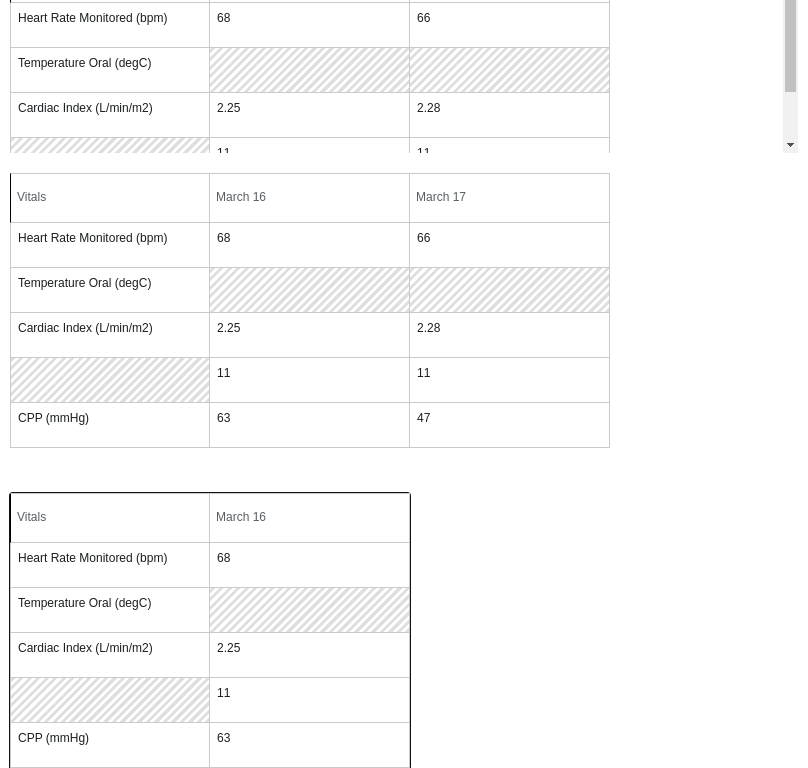 Heart Rate Monitored (bpm) 68 66
Temperature Oral (degC)
Cardiac Index (L/min/m2) 2.25 2.28
11 11
Vitals March 16 March 17
Heart Rate Monitored (bpm) 68 66
Temperature Oral (degC)
Cardiac Index (L/min/m2) 2.25 2.28
11 11
CPP (mmHg) 63 47
Vitals March 16
Heart Rate Monitored (bpm) 68
Temperature Oral (degC)
Cardiac Index (L/min/m2) 2.25
11
CPP (mmHg) 63